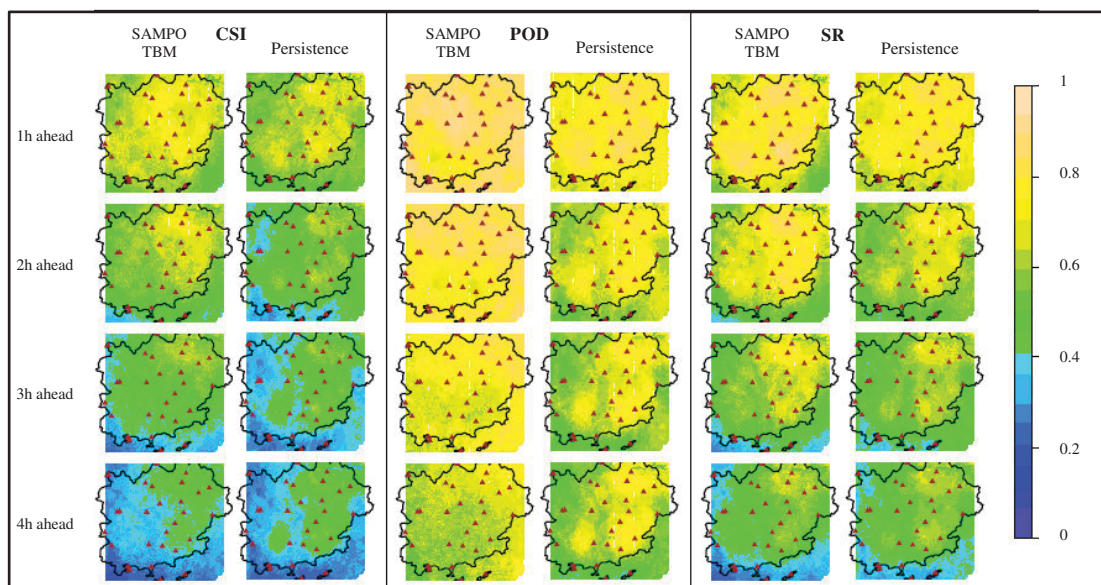 SAMPO TBM CSI Persistence
SAMPO TBM POD Persistence
SAMPO TBM SR Persistence
1h ahead
2h ahead
3h ahead
4h ahead
1
0.8
0.6
0.4
0.2
0